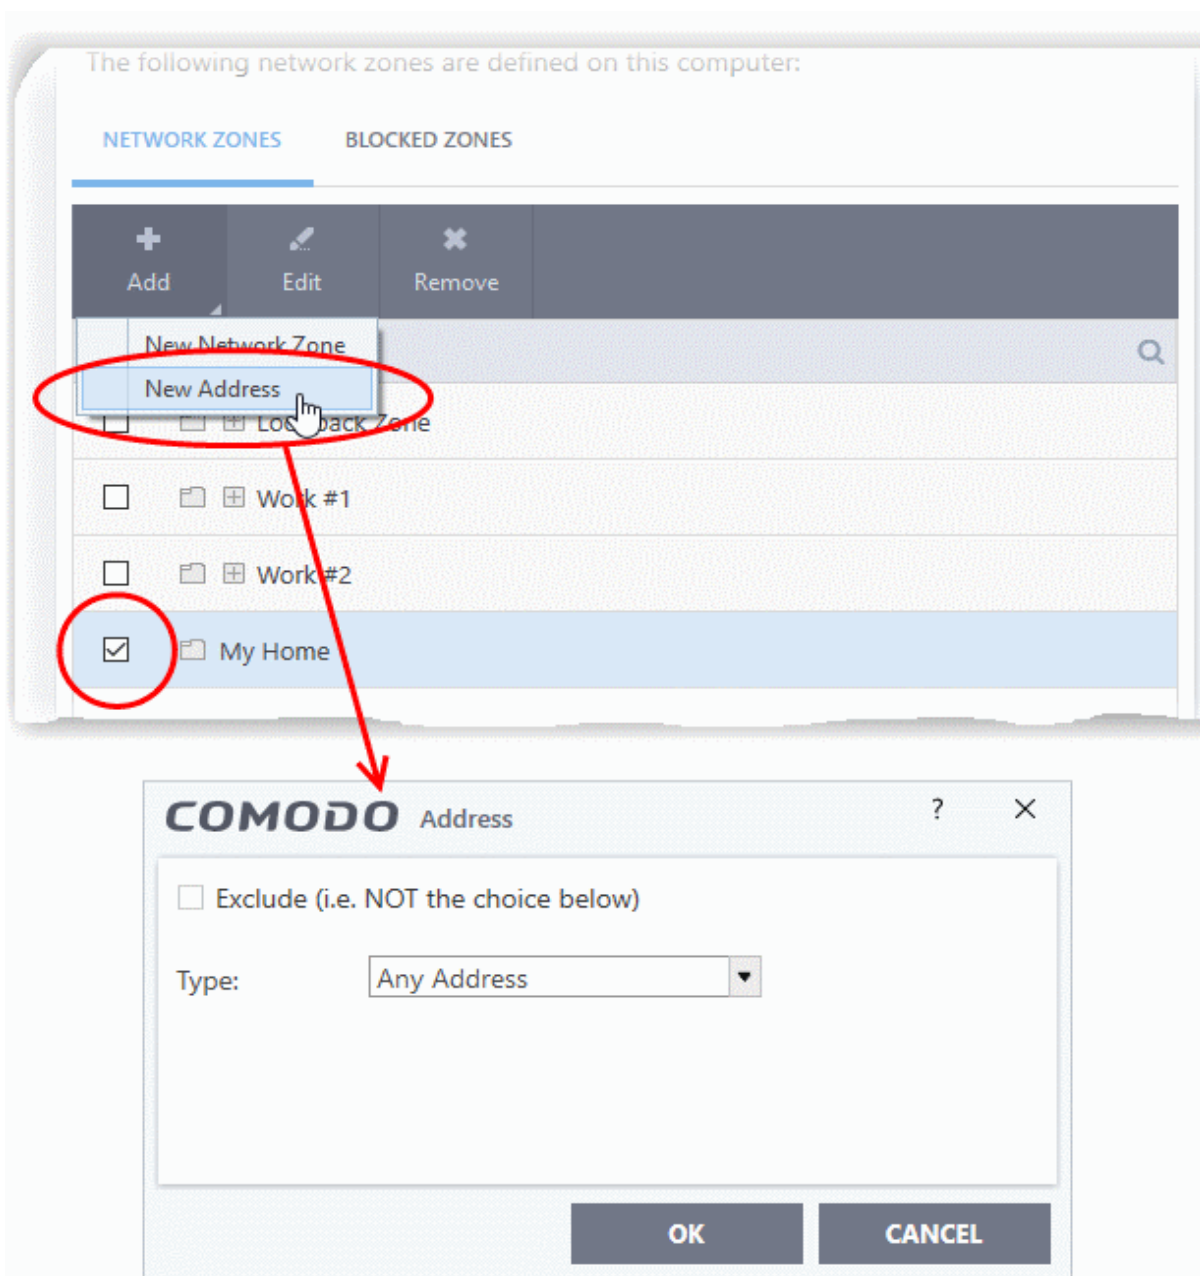 The following network zones are defined on this computer:
NETWORK ZONES BLOCKED ZONES
Add Edit Remove
New Network Zone
New Address
Loopback Zone
Work #1
Work #2
My Home
COMODO Address ?
Exclude (i.e. NOT the choice below)
Type: Any Address
OK CANCEL